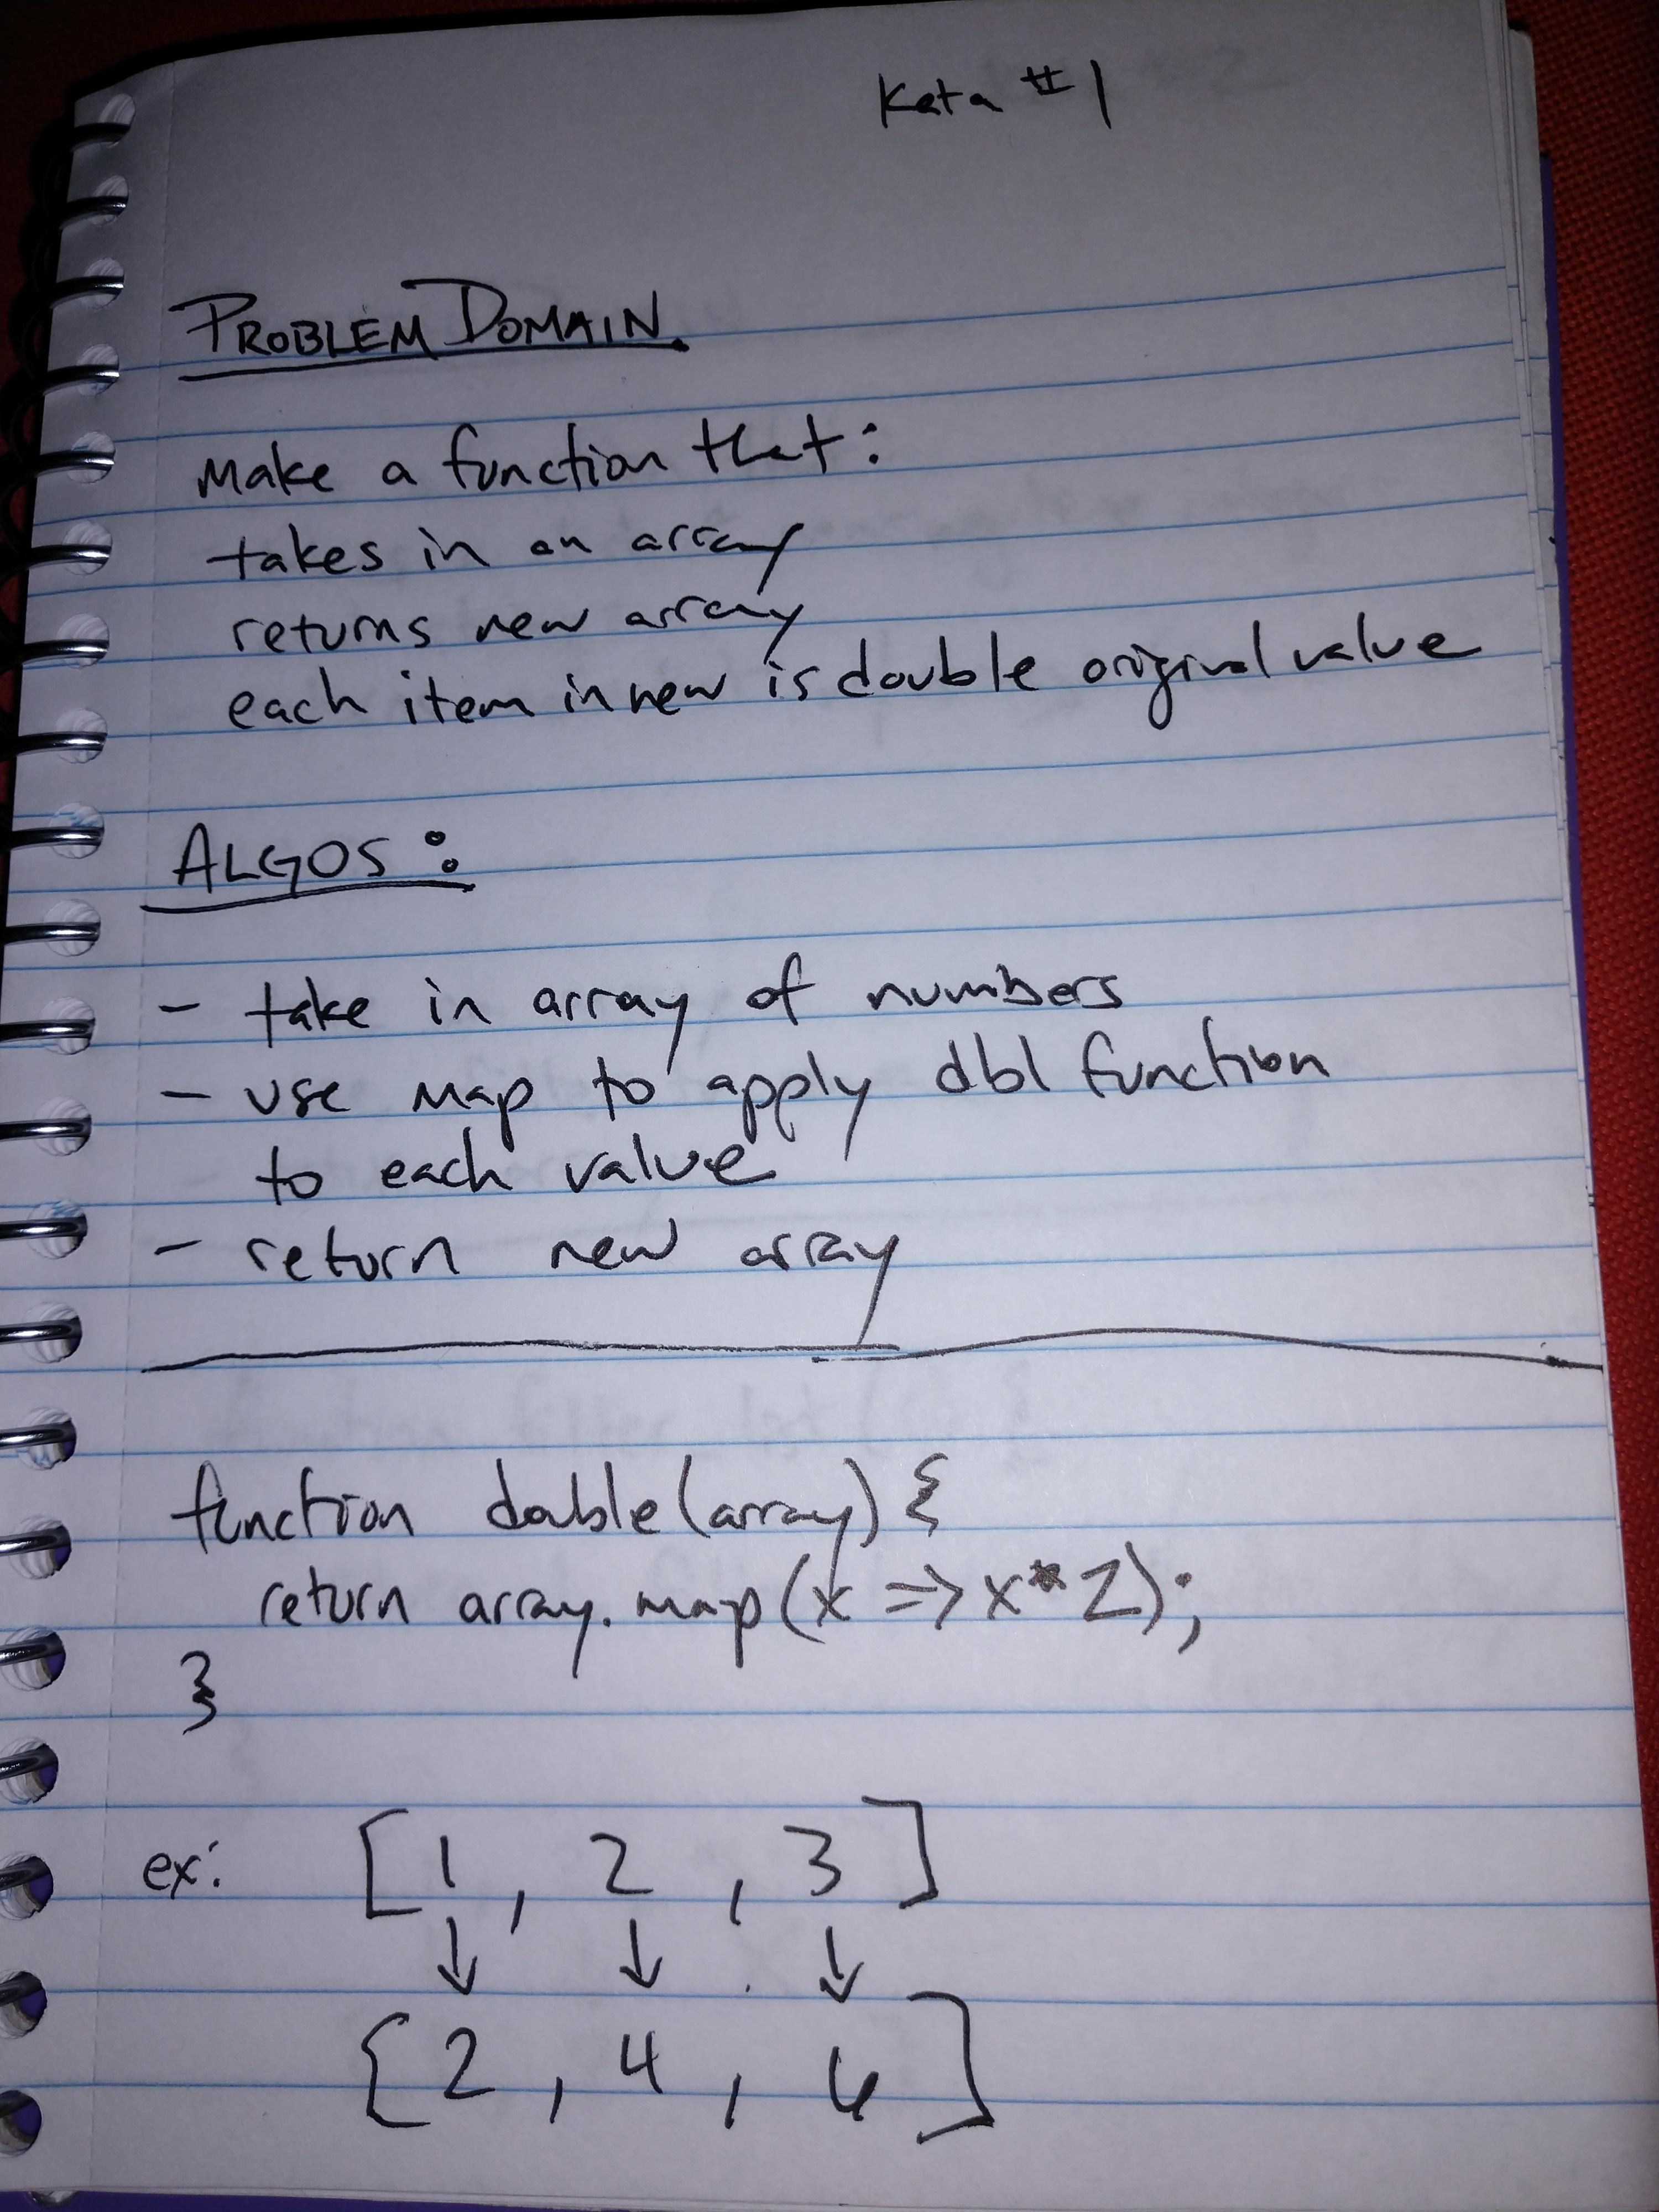 Kata #1
PROBLEM DOMAIN
Make a function that:
takes in an array
returns new array
each item in new is double original value
ALGOS:
- take in array of numbers
- use map to apply dbl function
to each value
- return new array
function double(array) {
return array.map(x => x*2);
}
ex: [1, 2, 3]
[2, 4, 6]